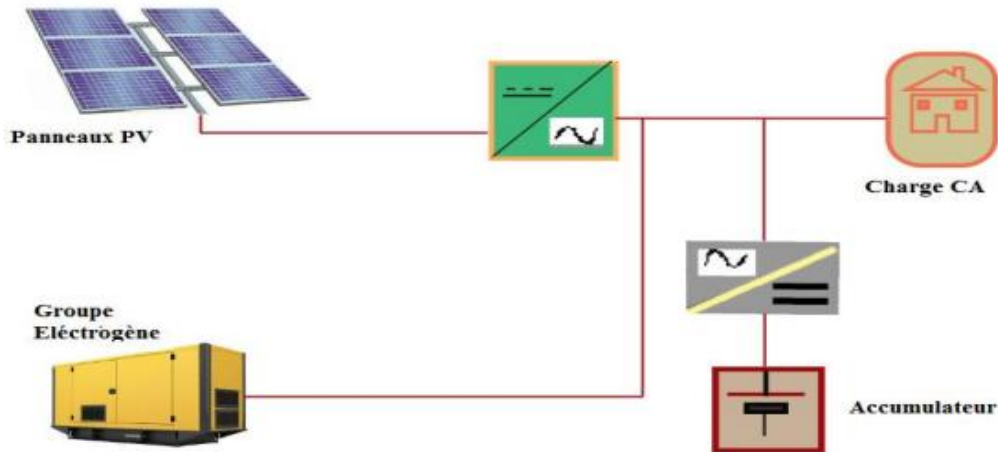 Panneaux PV
Charge CA
Groupe
Eléctrogène
Accumulateur